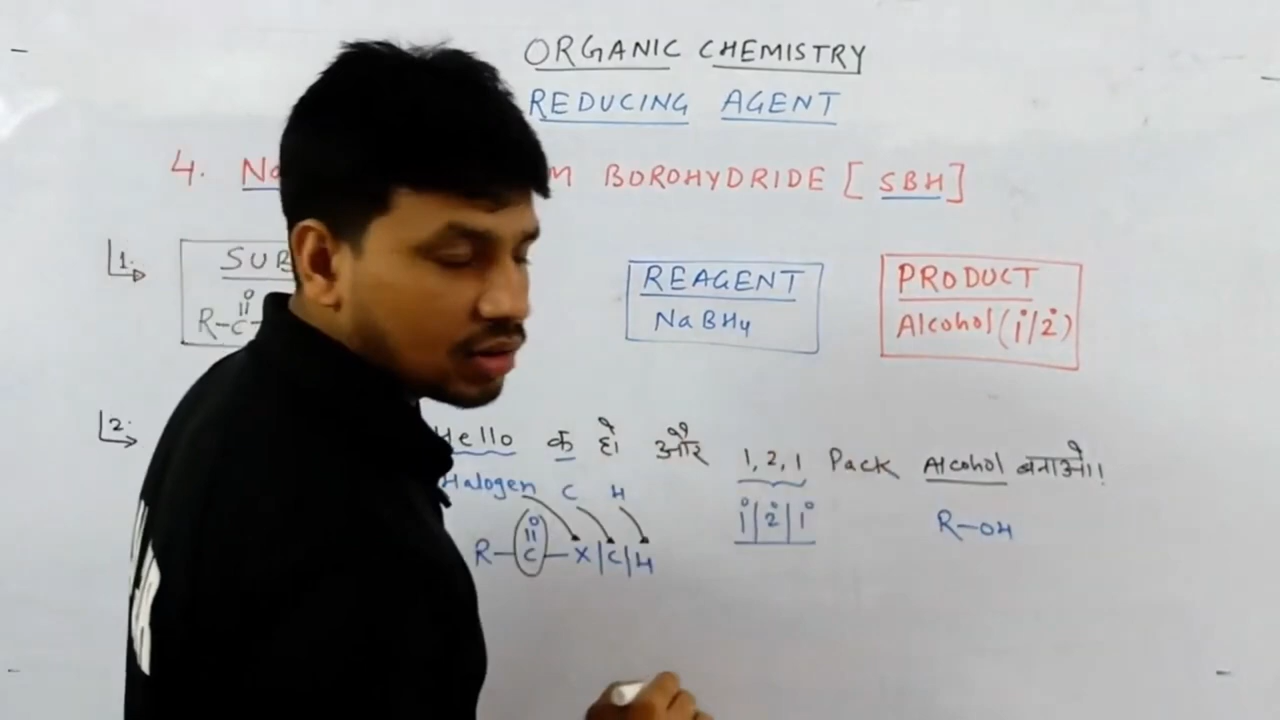 ORGANIC CHEMISTRY
REDUCING AGENT
4. Na M BOROHYDRIDE [SBH]
1. SUB REAGENT PRODUCT
O
R-C- NaBH4 Alcohol (1°/2°)
2. Hello क हो और 1, 2, 1 Pack Alcohol बनाओ।
Halogen C H 1°|2°|1° R-OH
O
R-C-X|C|H